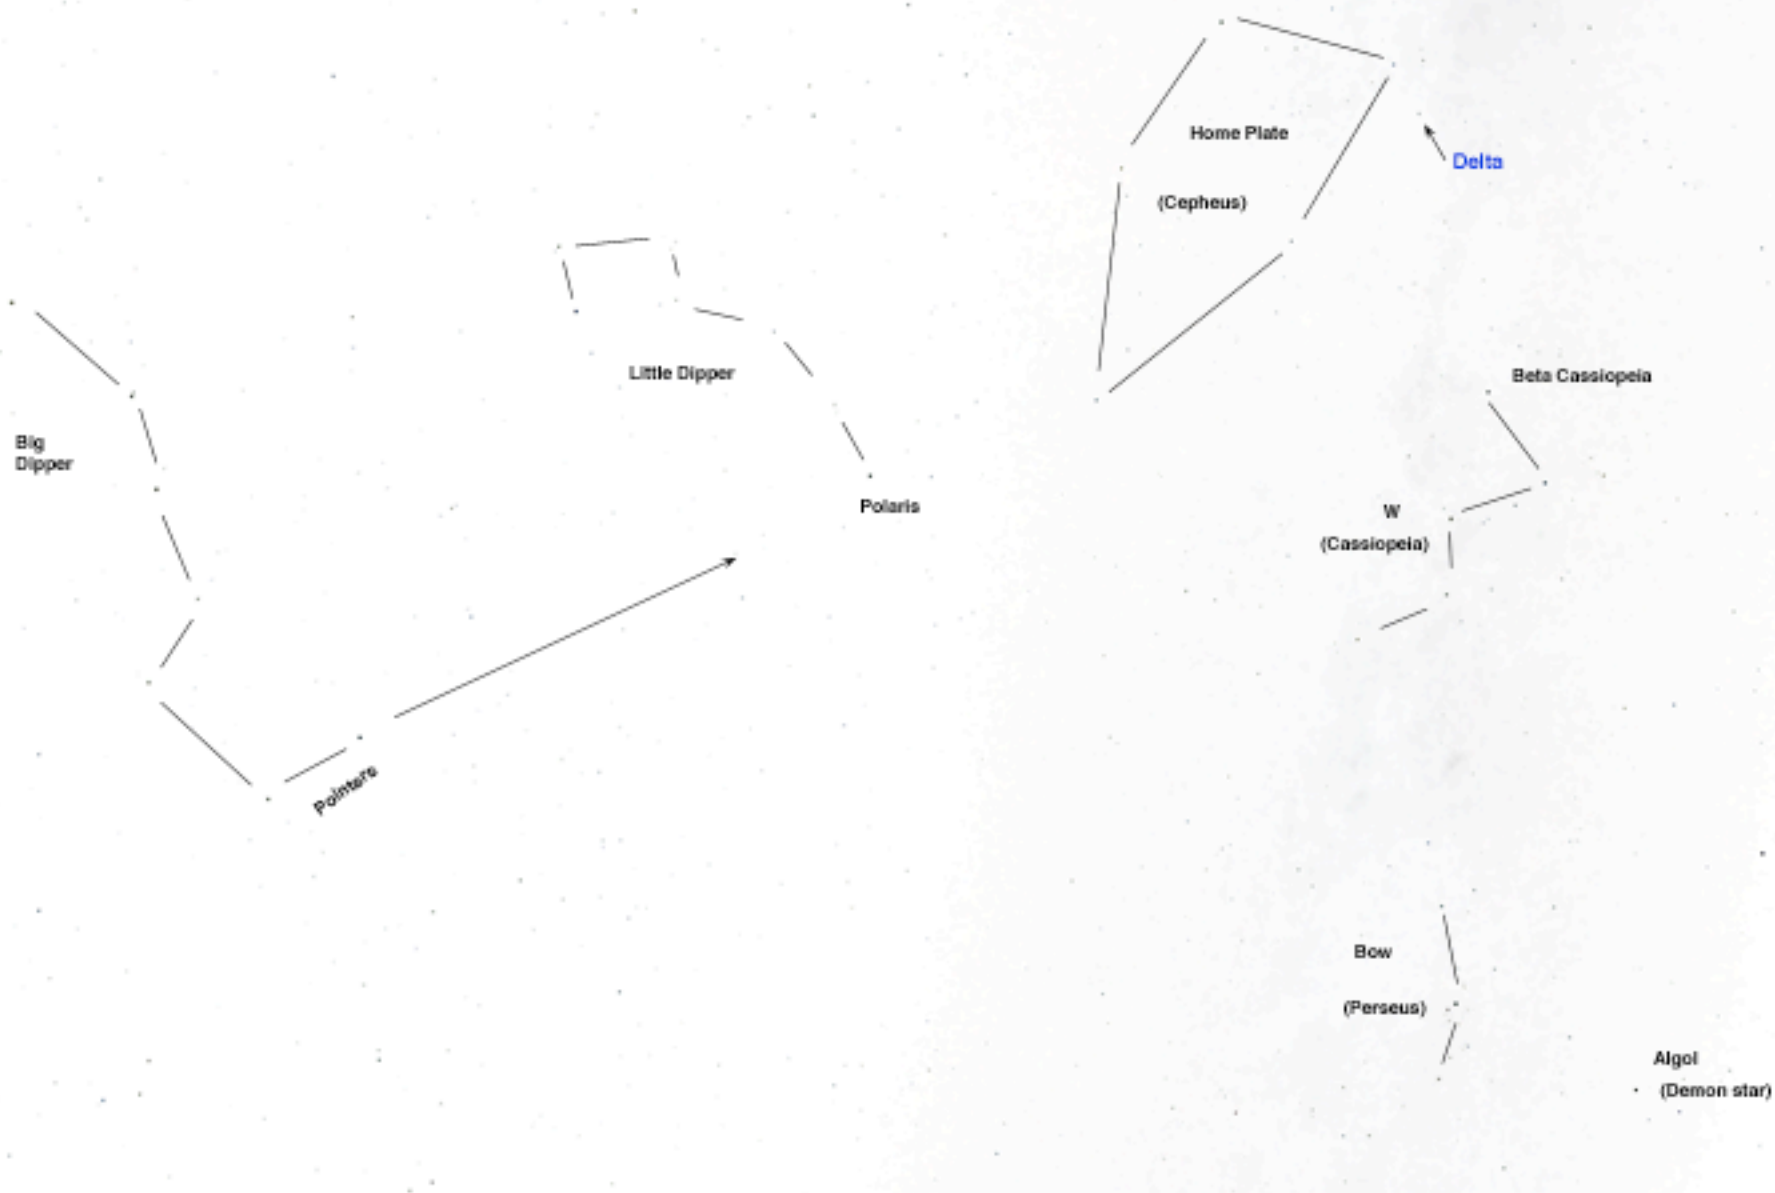 Home Plate
Delta
(Cepheus)
Little Dipper
Beta Cassiopeia
Big
Dipper
Polaris
W
(Cassiopeia)
Pointers
Bow
(Perseus)
Algol
(Demon star)